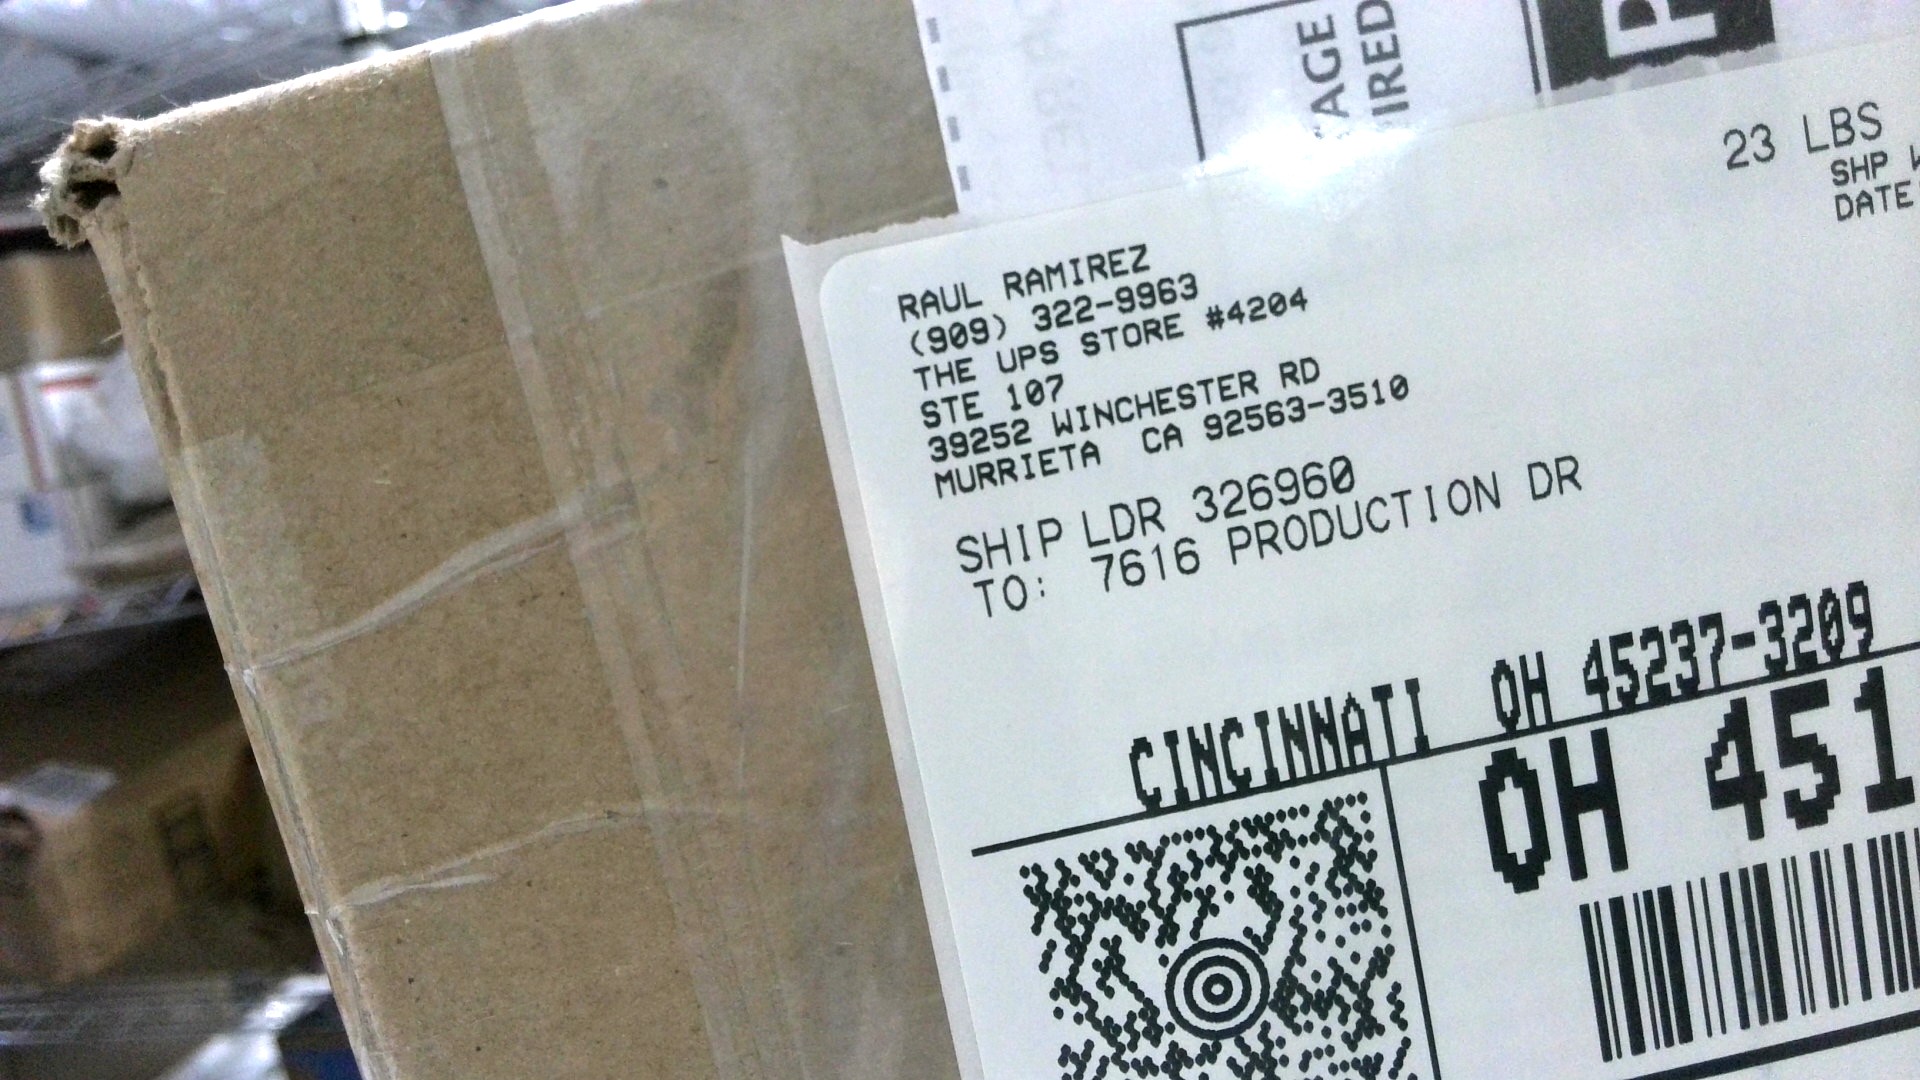 AGE
IRED
P
23 LBS
SHP
DATE
RAUL RAMIREZ
(909) 322-9963
THE UPS STORE #4204
STE 107
39252 WINCHESTER RD
MURRIETA CA 92563-3510
SHIP LDR 326960
TO: 7616 PRODUCTION DR
CINCINNATI OH 45237-3209
OH 451